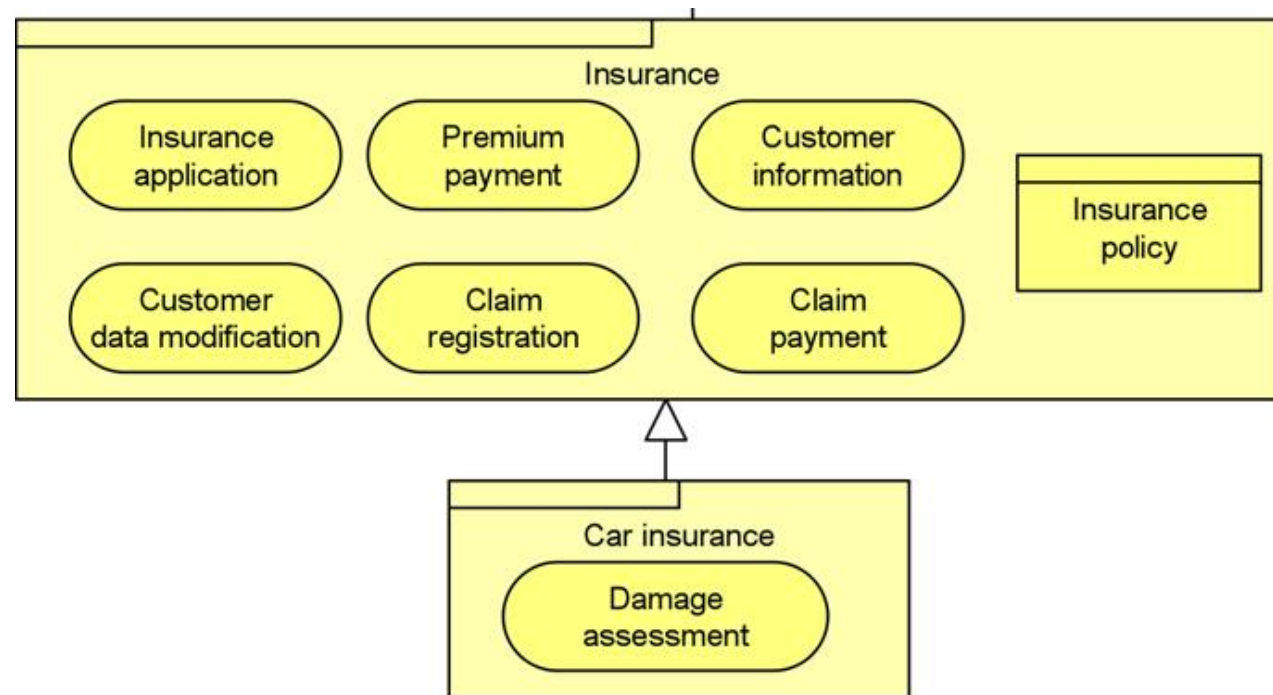 Insurance
Insurance
application
Premium
payment
Customer
information
Insurance
policy
Customer
data modification
Claim
registration
Claim
payment
Car insurance
Damage
assessment